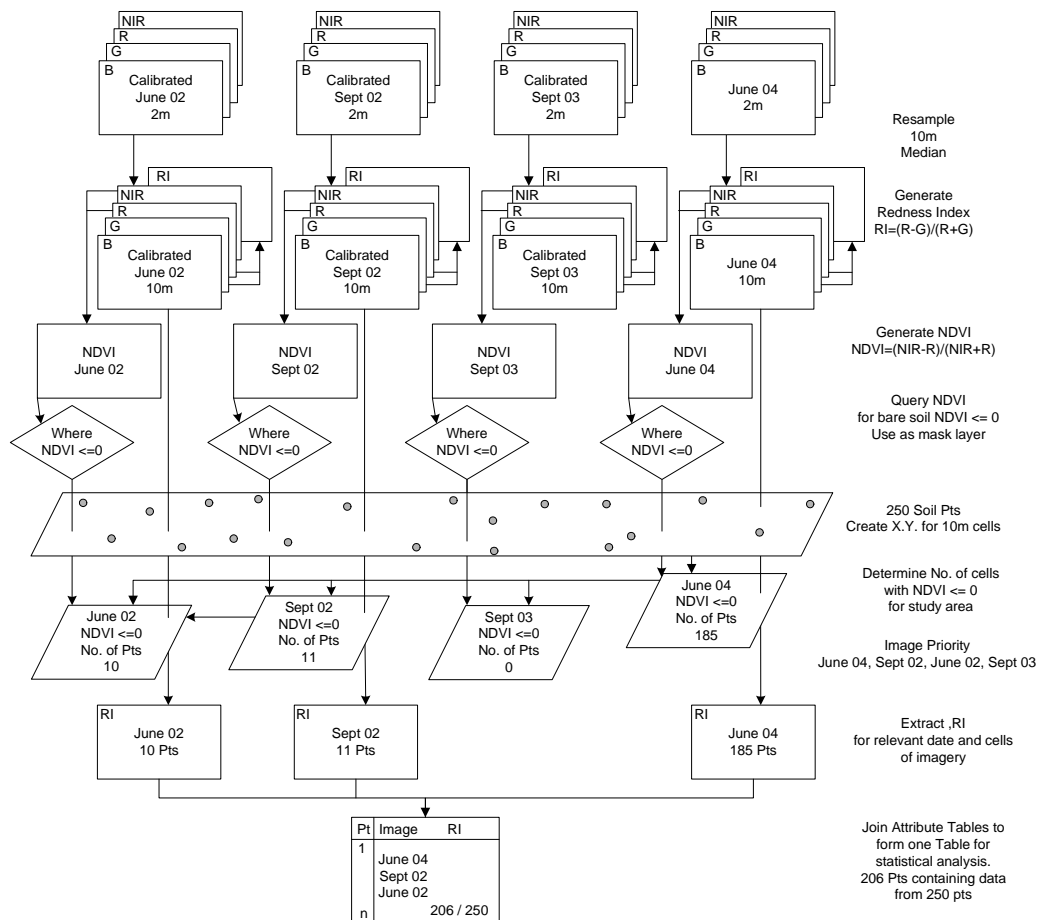 NIR
R
G
B
Calibrated
June 02
2m
NIR
R
G
B
Calibrated
Sept 02
2m
NIR
R
G
B
Calibrated
Sept 03
2m
NIR
R
G
B
June 04
2m
Resample
10m
Median
RI
NIR
R
G
B
Calibrated
June 02
10m
RI
NIR
R
G
B
Calibrated
Sept 02
10m
RI
NIR
R
G
B
Calibrated
Sept 03
10m
RI
NIR
R
G
B
June 04
10m
Generate
Redness Index
RI=(R-G)/(R+G)
NDVI
June 02
NDVI
Sept 02
NDVI
Sept 03
NDVI
June 04
Generate NDVI
NDVI=(NIR-R)/(NIR+R)
Where
NDVI <=0
Where
NDVI <=0
Where
NDVI <=0
Where
NDVI <=0
Query NDVI
for bare soil NDVI <= 0
Use as mask layer
250 Soil Pts
Create X.Y. for 10m cells
June 02
NDVI <=0
No. of Pts
10
Sept 02
NDVI <=0
No. of Pts
11
Sept 03
NDVI <=0
No. of Pts
0
June 04
NDVI <=0
No. of Pts
185
Determine No. of cells
with NDVI <= 0
for study area
Image Priority
June 04, Sept 02, June 02, Sept 03
RI
June 02
10 Pts
RI
Sept 02
11 Pts
RI
June 04
185 Pts
Extract ,RI
for relevant date and cells
of imagery
Pt Image RI
1
June 04
Sept 02
June 02
n 206 / 250
Join Attribute Tables to
form one Table for
statistical analysis.
206 Pts containing data
from 250 pts